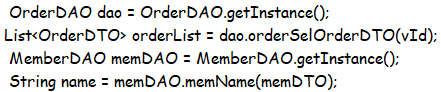 OrderDAO dao = OrderDAO.getInstance();
List<OrderDTO> orderList = dao.orderSelOrderDTO(vId);
MemberDAO memDAO = MemberDAO.getInstance();
String name = memDAO.memName(memDTO);